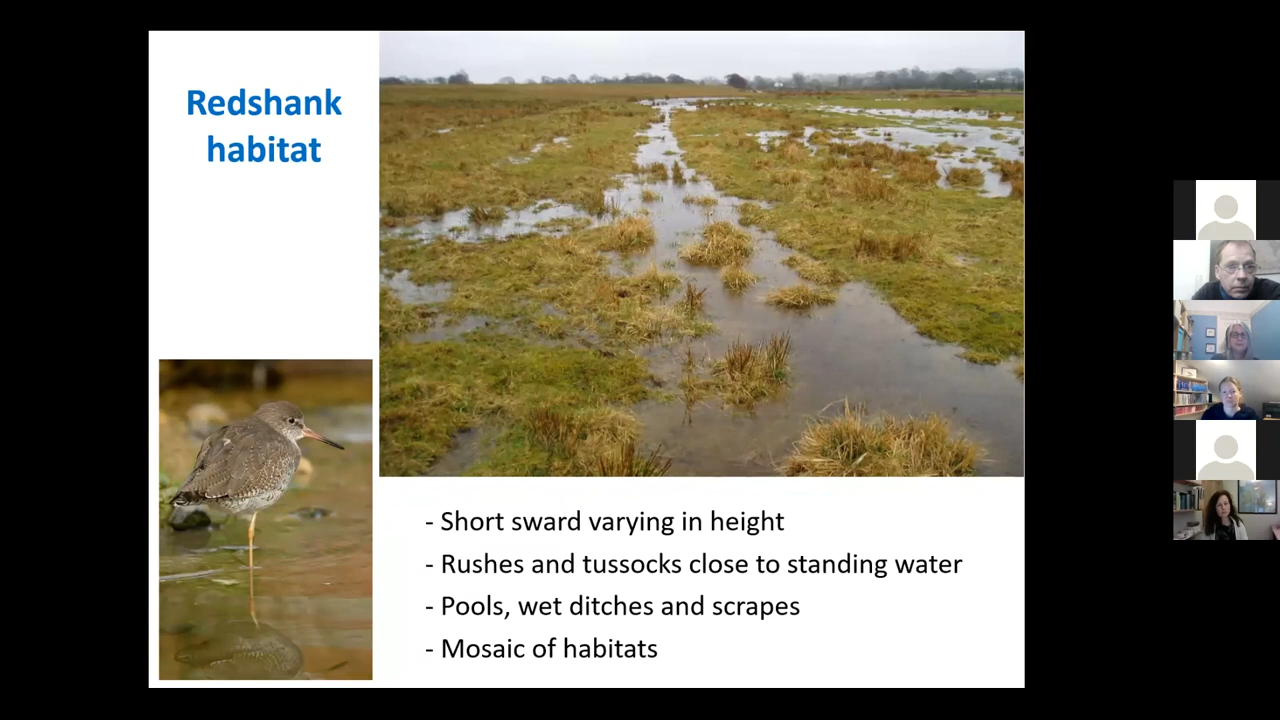 Redshank
habitat
- Short sward varying in height
- Rushes and tussocks close to standing water
- Pools, wet ditches and scrapes
- Mosaic of habitats